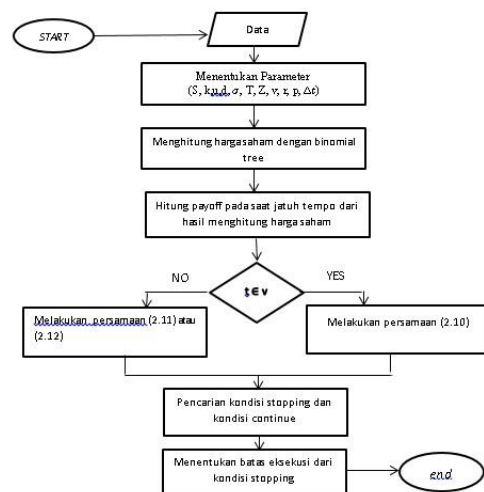 START
Data
Menentukan Parameter
(S, k,u,d, σ, T, Z, v, r, p, Δt)
Menghitung hargasaham dengan binomial
tree
Hitung payoff pada saat jatuh tempo dari
hasil menghitung harga saham
NO
YES
t ∈ v
Melakukan persamaan (2.11) atau
(2.12)
Melakukan persamaan (2.10)
Pencarian kondisi stopping dan
kondisi continue
Menentukan batas eksekusi dari
kondisi stopping
end